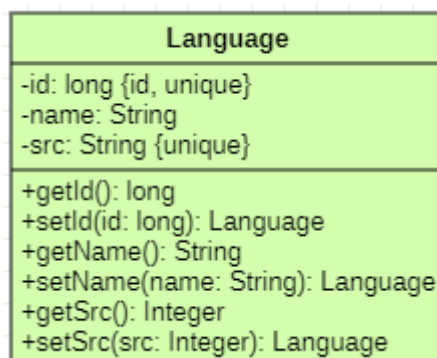 Language
-id: long {id, unique}
-name: String
-src: String {unique}
+getId(): long
+setId(id: long): Language
+getName(): String
+setName(name: String): Language
+getSrc(): Integer
+setSrc(src: Integer): Language